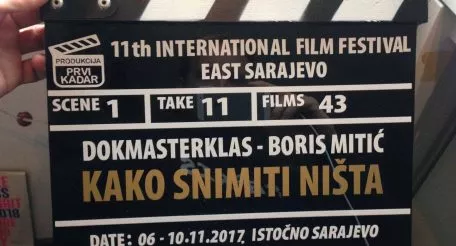 PRODUKCIJA
PRVI
KADAR
11th INTERNATIONAL FILM FESTIVAL
EAST SARAJEVO
SCENE 1
TAKE 11
FILMS 43
DOKMASTERKLAS - BORIS MITIĆ
KAKO SNIMITI NIŠTA
DATE: 06 - 10.11.2017. ISTOČNO SARAJEVO